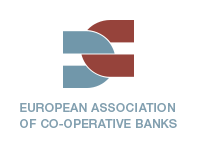 EUROPEAN ASSOCIATION
OF CO-OPERATIVE BANKS